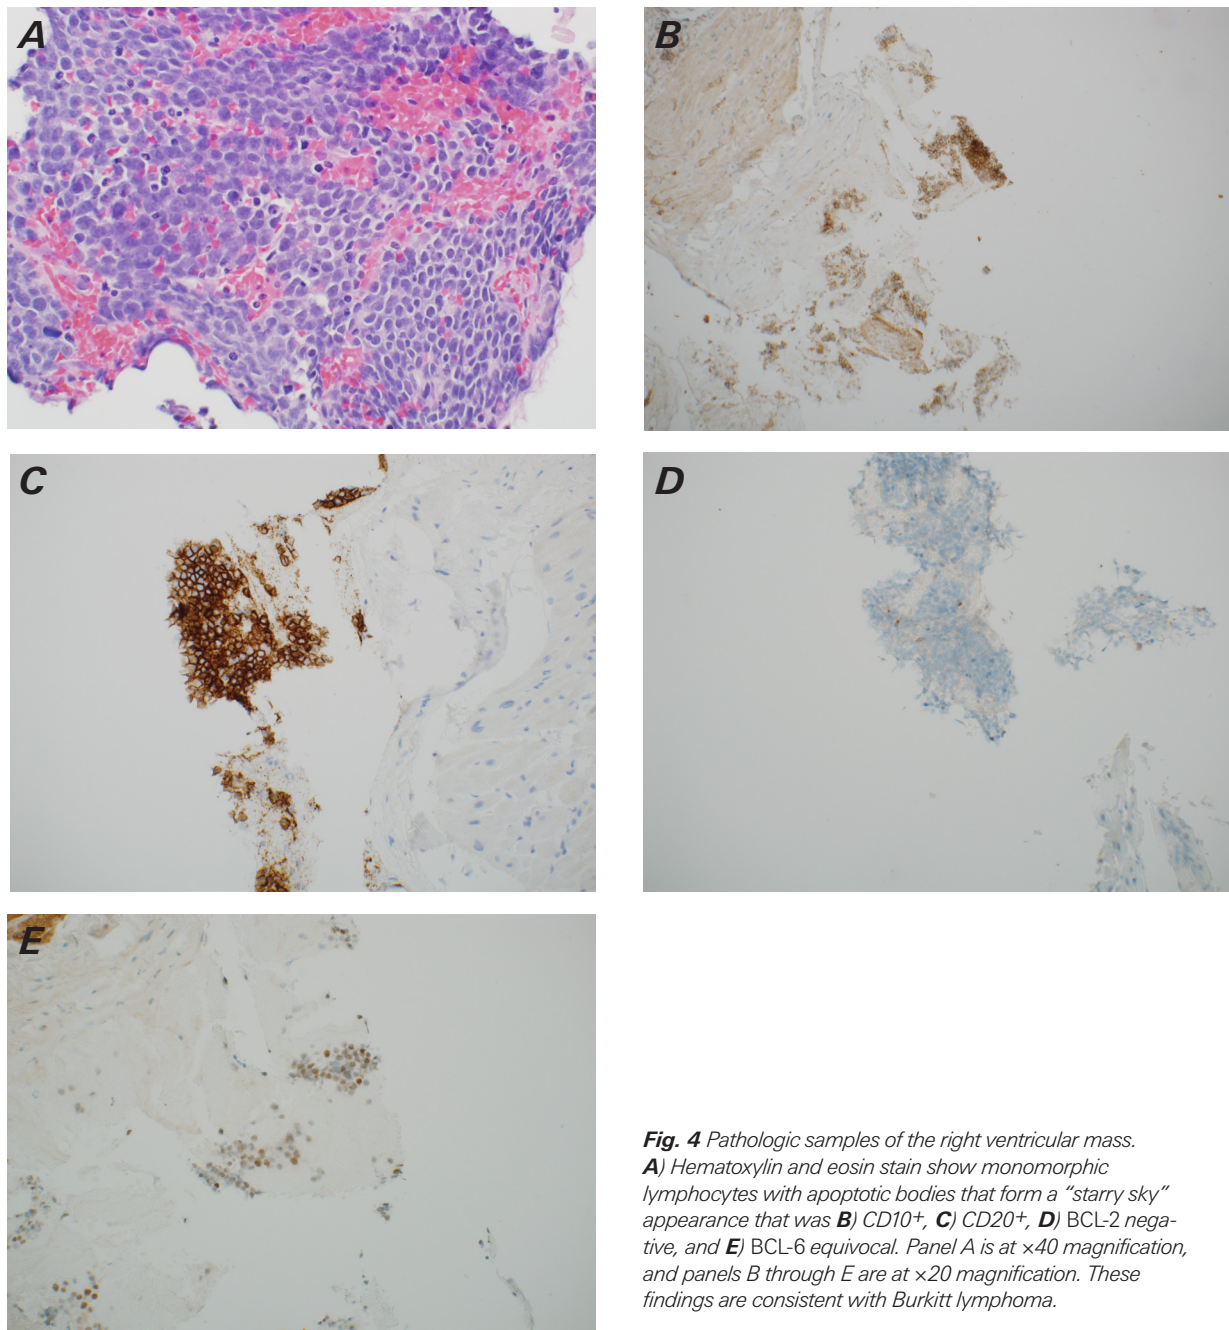 A
B
C
D
E
Fig. 4 Pathologic samples of the right ventricular mass.
A) Hematoxylin and eosin stain show monomorphic
lymphocytes with apoptotic bodies that form a “starry sky”
appearance that was B) CD10+, C) CD20+, D) BCL-2 nega-
tive, and E) BCL-6 equivocal. Panel A is at ×40 magnification,
and panels B through E are at ×20 magnification. These
findings are consistent with Burkitt lymphoma.